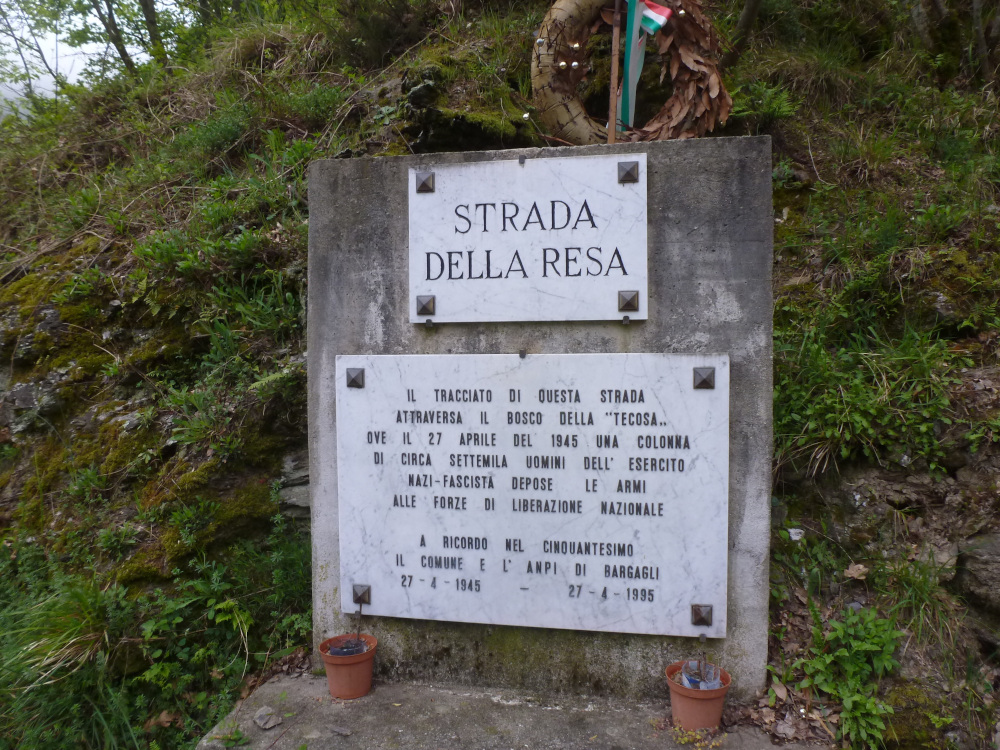 STRADA
DELLA RESA
IL TRACCIATO DI QUESTA STRADA
ATTRAVERSA IL BOSCO DELLA "TECOSA„
OVE IL 27 APRILE DEL 1945 UNA COLONNA
DI CIRCA SETTEMILA UOMINI DELL' ESERCITO
NAZI-FASCISTA DEPOSE LE ARMI
ALLE FORZE DI LIBERAZIONE NAZIONALE
A RICORDO NEL CINQUANTESIMO
IL COMUNE E L' ANPI DI BARGAGLI
27-4-1945 — 27-4-1995